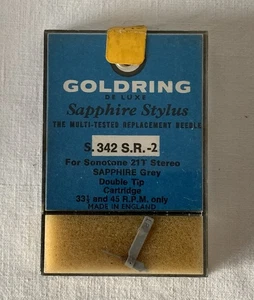 GOLDRING
DE LUXE
Sapphire Stylus
THE MULTI-TESTED REPLACEMENT NEEDLE
S. 342 S.R.-2
For Sonotone 21T Stereo
SAPPHIRE Grey
Double Tip
Cartridge
33⅓ and 45 R.P.M. only
MADE IN ENGLAND